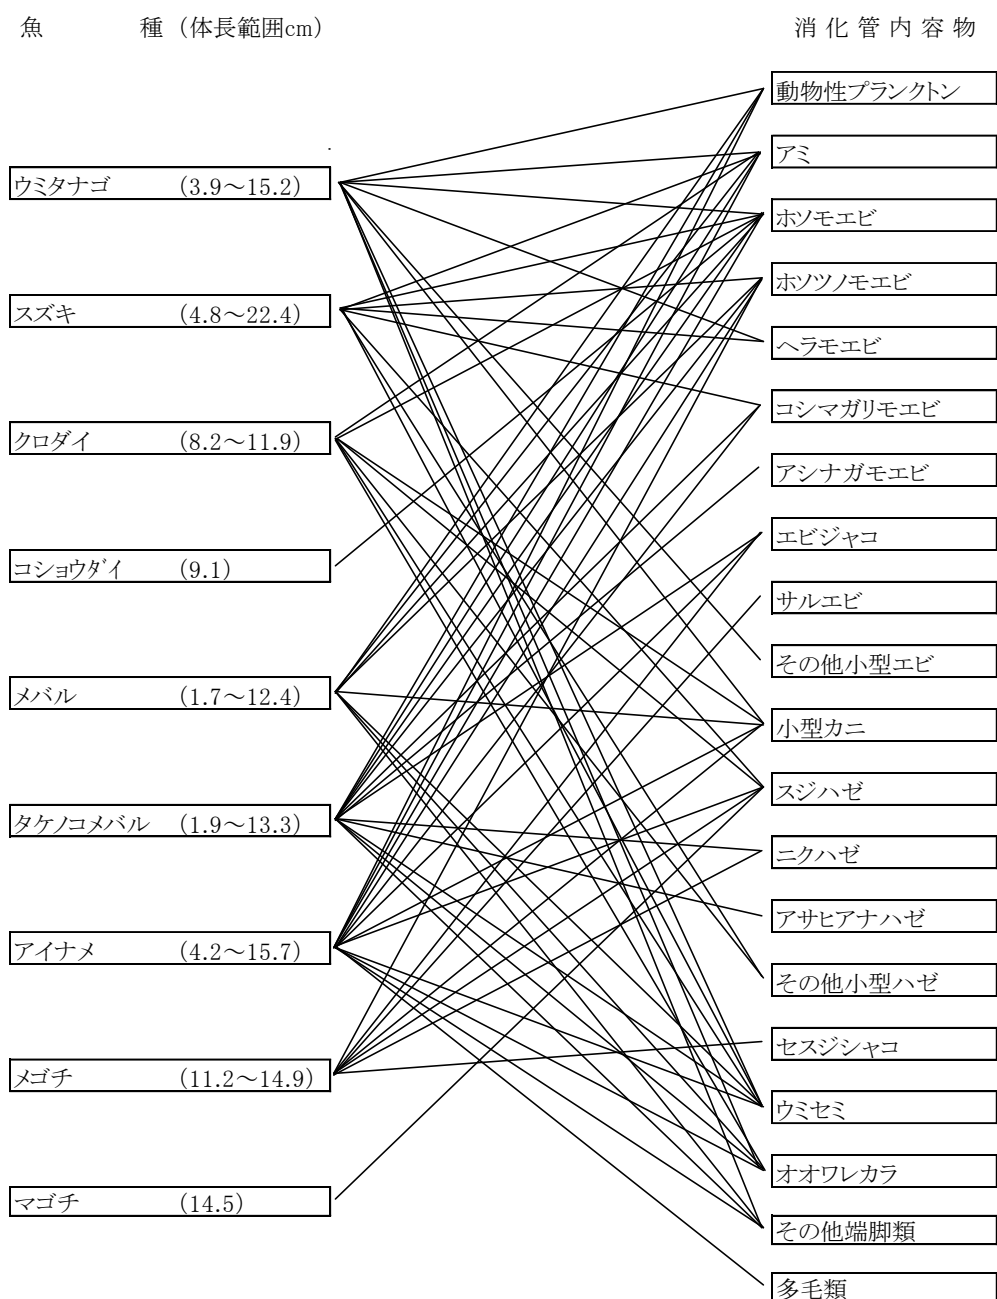 魚　種（体長範囲cm）
消化管内容物
動物性プランクトン
アミ
ウミタナゴ（3.9～15.2）
ホソモエビ
ホソツノモエビ
スズキ（4.8～22.4）
ヘラモエビ
コシマガリモエビ
クロダイ（8.2～11.9）
アシナガモエビ
エビジャコ
コショウダイ（9.1）
サルエビ
その他小型エビ
メバル（1.7～12.4）
小型カニ
スジハゼ
タケノコメバル（1.9～13.3）
ニクハゼ
アサヒアナハゼ
アイナメ（4.2～15.7）
その他小型ハゼ
セスジシャコ
メゴチ（11.2～14.9）
ウミセミ
オオワレカラ
マゴチ（14.5）
その他端脚類
多毛類